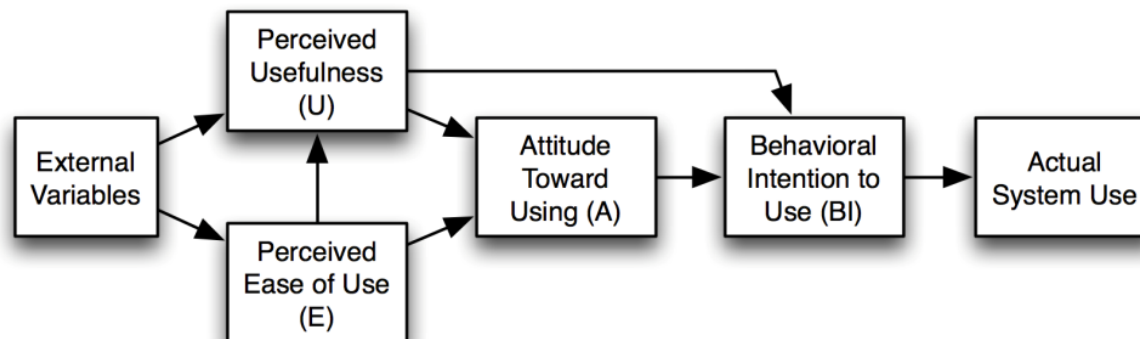 Perceived
Usefulness
(U)
External
Variables
Perceived
Ease of Use
(E)
Attitude
Toward
Using (A)
Behavioral
Intention to
Use (BI)
Actual
System Use